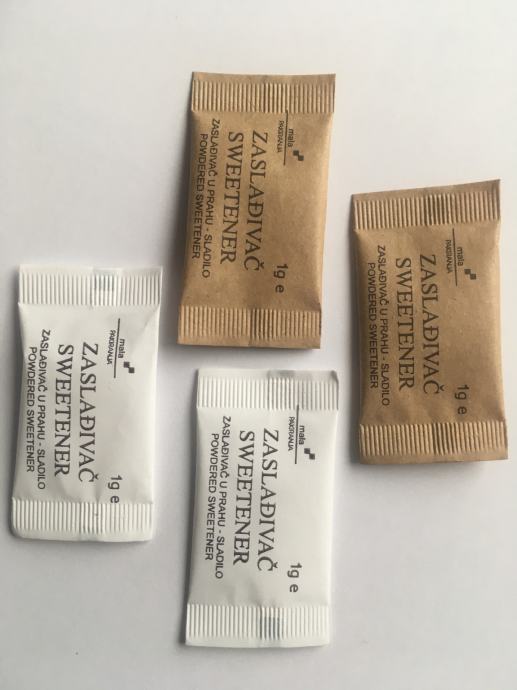 mala
PAKIRANJA
ZASLAĐIVAČ
SWEETENER
ZASLAĐIVAČ U PRAHU - SLADILO
POWDERED SWEETENER
1g e
mala
PAKIRANJA
ZASLAĐIVAČ
SWEETENER
ZASLAĐIVAČ U PRAHU - SLADILO
POWDERED SWEETENER
1g e
mala
PAKIRANJA
ZASLAĐIVAČ
SWEETENER
ZASLAĐIVAČ U PRAHU - SLADILO
POWDERED SWEETENER
1g e
mala
PAKIRANJA
ZASLAĐIVAČ
SWEETENER
ZASLAĐIVAČ U PRAHU - SLADILO
POWDERED SWEETENER
1g e